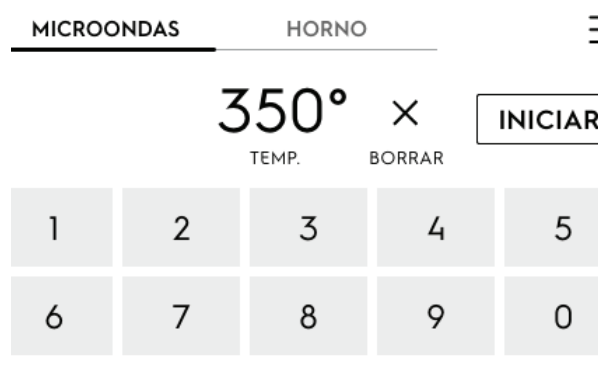 MICROONDAS HORNO
350° × INICIAR
TEMP. BORRAR
1 2 3 4 5
6 7 8 9 0